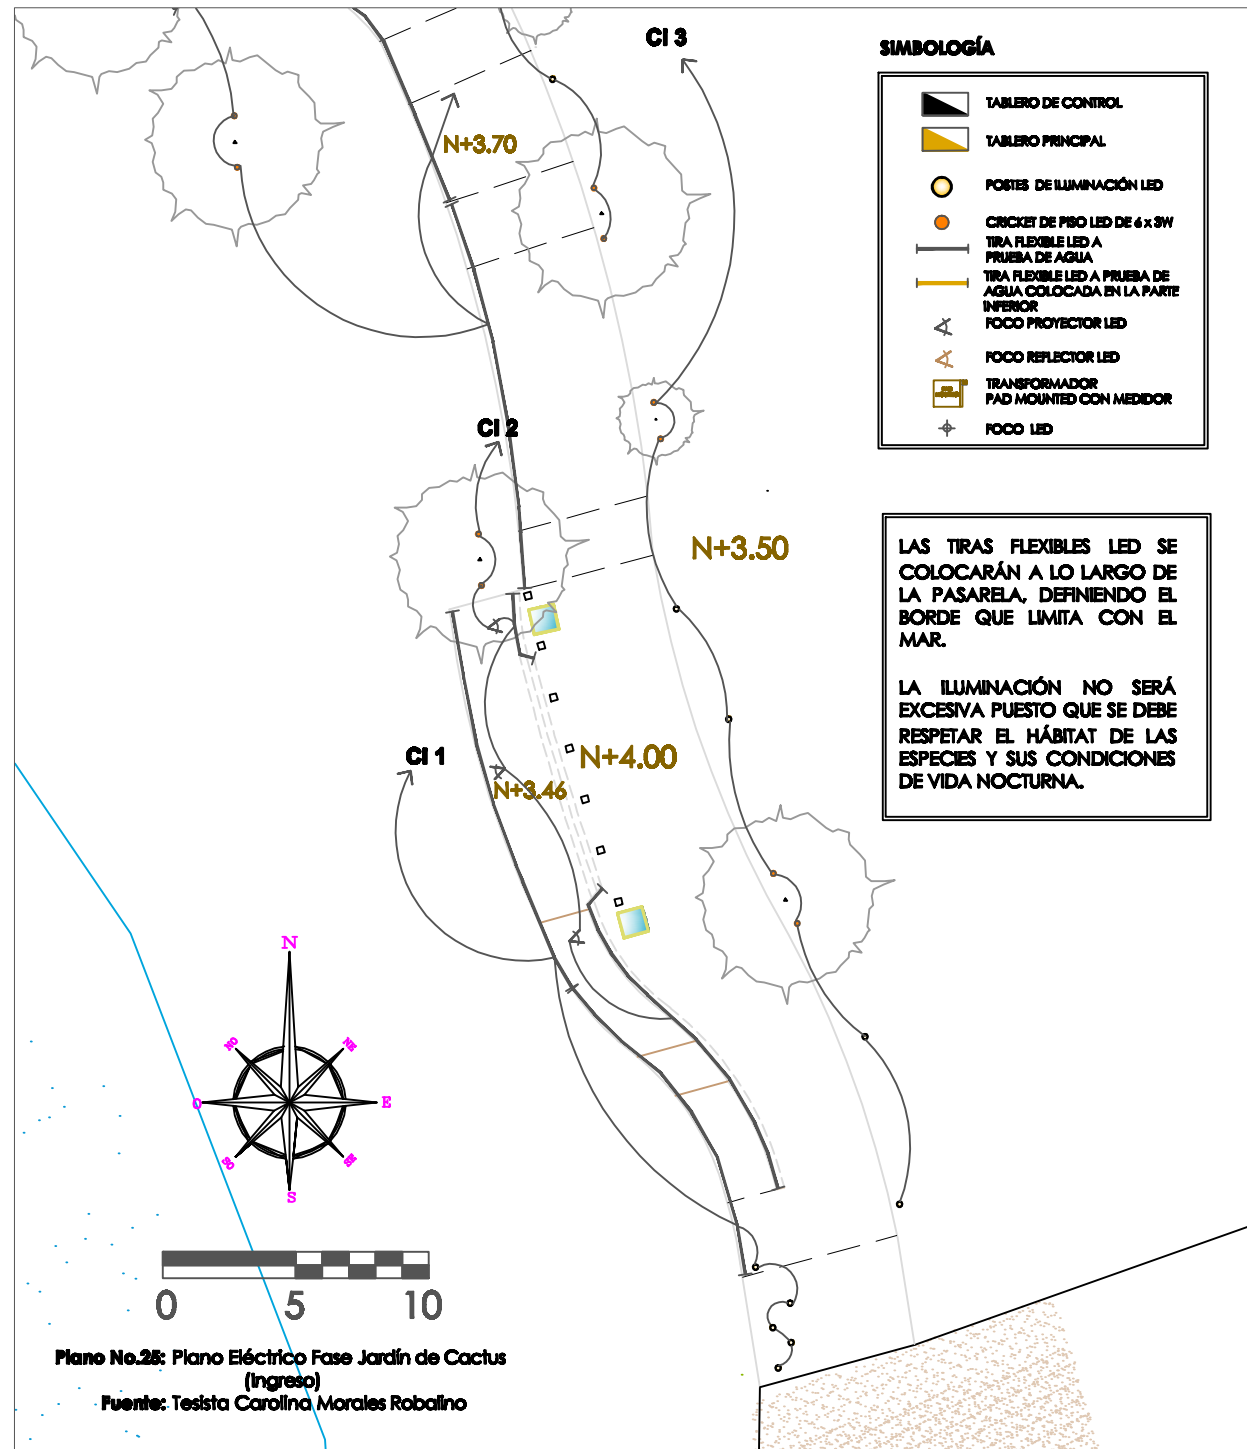 CI 3
SIMBOLOGÍA
TABLERO DE CONTROL
TABLERO PRINCIPAL
POSTES DE ILUMINACIÓN LED
CRICKET DE PISO LED DE 6 x 3W
TIRA FLEXIBLE LED A
PRUEBA DE AGUA
TIRA FLEXIBLE LED A PRUEBA DE
AGUA COLOCADA EN LA PARTE
INFERIOR
FOCO PROYECTOR LED
FOCO REFLECTOR LED
TRANSFORMADOR
PAD MOUNTED CON MEDIDOR
FOCO LED
N+3.70
CI 2
N+3.50
LAS TIRAS FLEXIBLES LED SE
COLOCARÁN A LO LARGO DE
LA PASARELA, DEFINIENDO EL
BORDE QUE LIMITA CON EL
MAR.
LA ILUMINACIÓN NO SERÁ
EXCESIVA PUESTO QUE SE DEBE
RESPETAR EL HÁBITAT DE LAS
ESPECIES Y SUS CONDICIONES
DE VIDA NOCTURNA.
CI 1
N+4.00
N+3.46
N
NO
NE
O
E
SO
SE
S
0 5 10
Plano No.25: Plano Eléctrico Fase Jardín de Cactus
(Ingreso)
Fuente: Tesista Carolina Morales Robalino